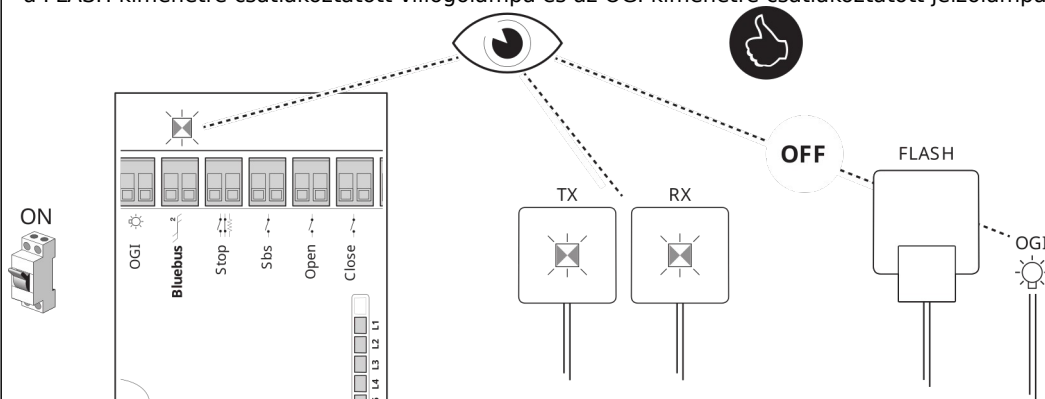 a FLASH kimenetre csatlakoztatott villogólámpa és az OGI kimenetre csatlakoztatott jelzőlámpa
OFF
FLASH
TX
RX
ON
OGI
OGI
Bluebus
2
Stop
Sbs
Open
Close
L1
L2
L3
L4